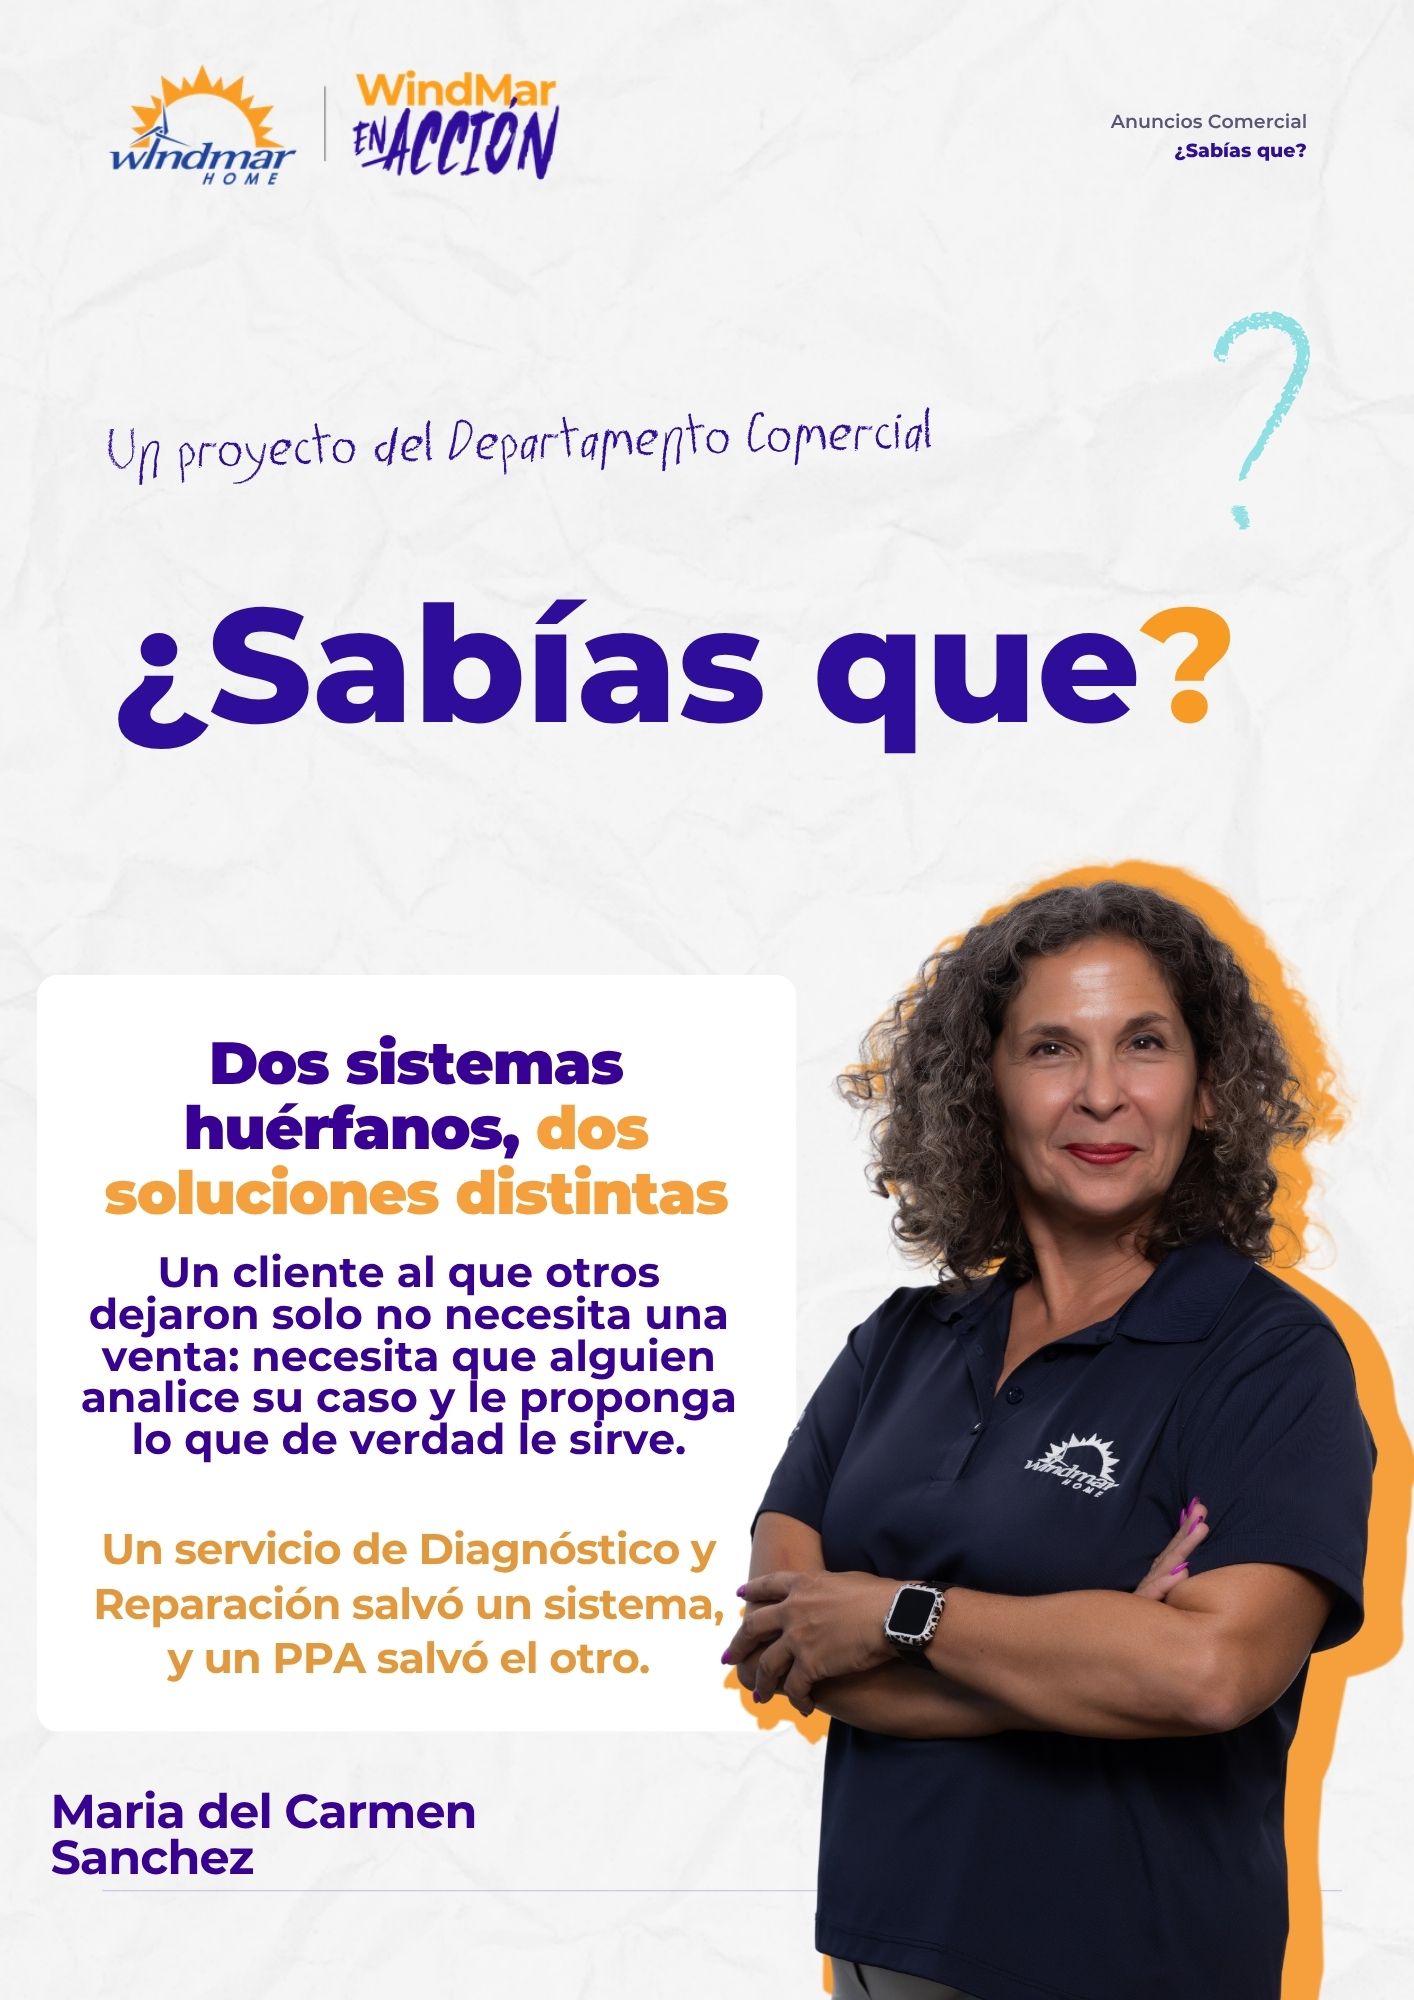 windmar
HOME
WindMar
EN ACCIÓN
Anuncios Comercial
¿Sabías que?
Un proyecto del Departamento Comercial
?
¿Sabías que?
Dos sistemas
huérfanos, dos
soluciones distintas
Un cliente al que otros
dejaron solo no necesita una
venta: necesita que alguien
analice su caso y le proponga
lo que de verdad le sirve.
Un servicio de Diagnóstico y
Reparación salvó un sistema,
y un PPA salvó el otro.
windmar
HOME
Maria del Carmen
Sanchez